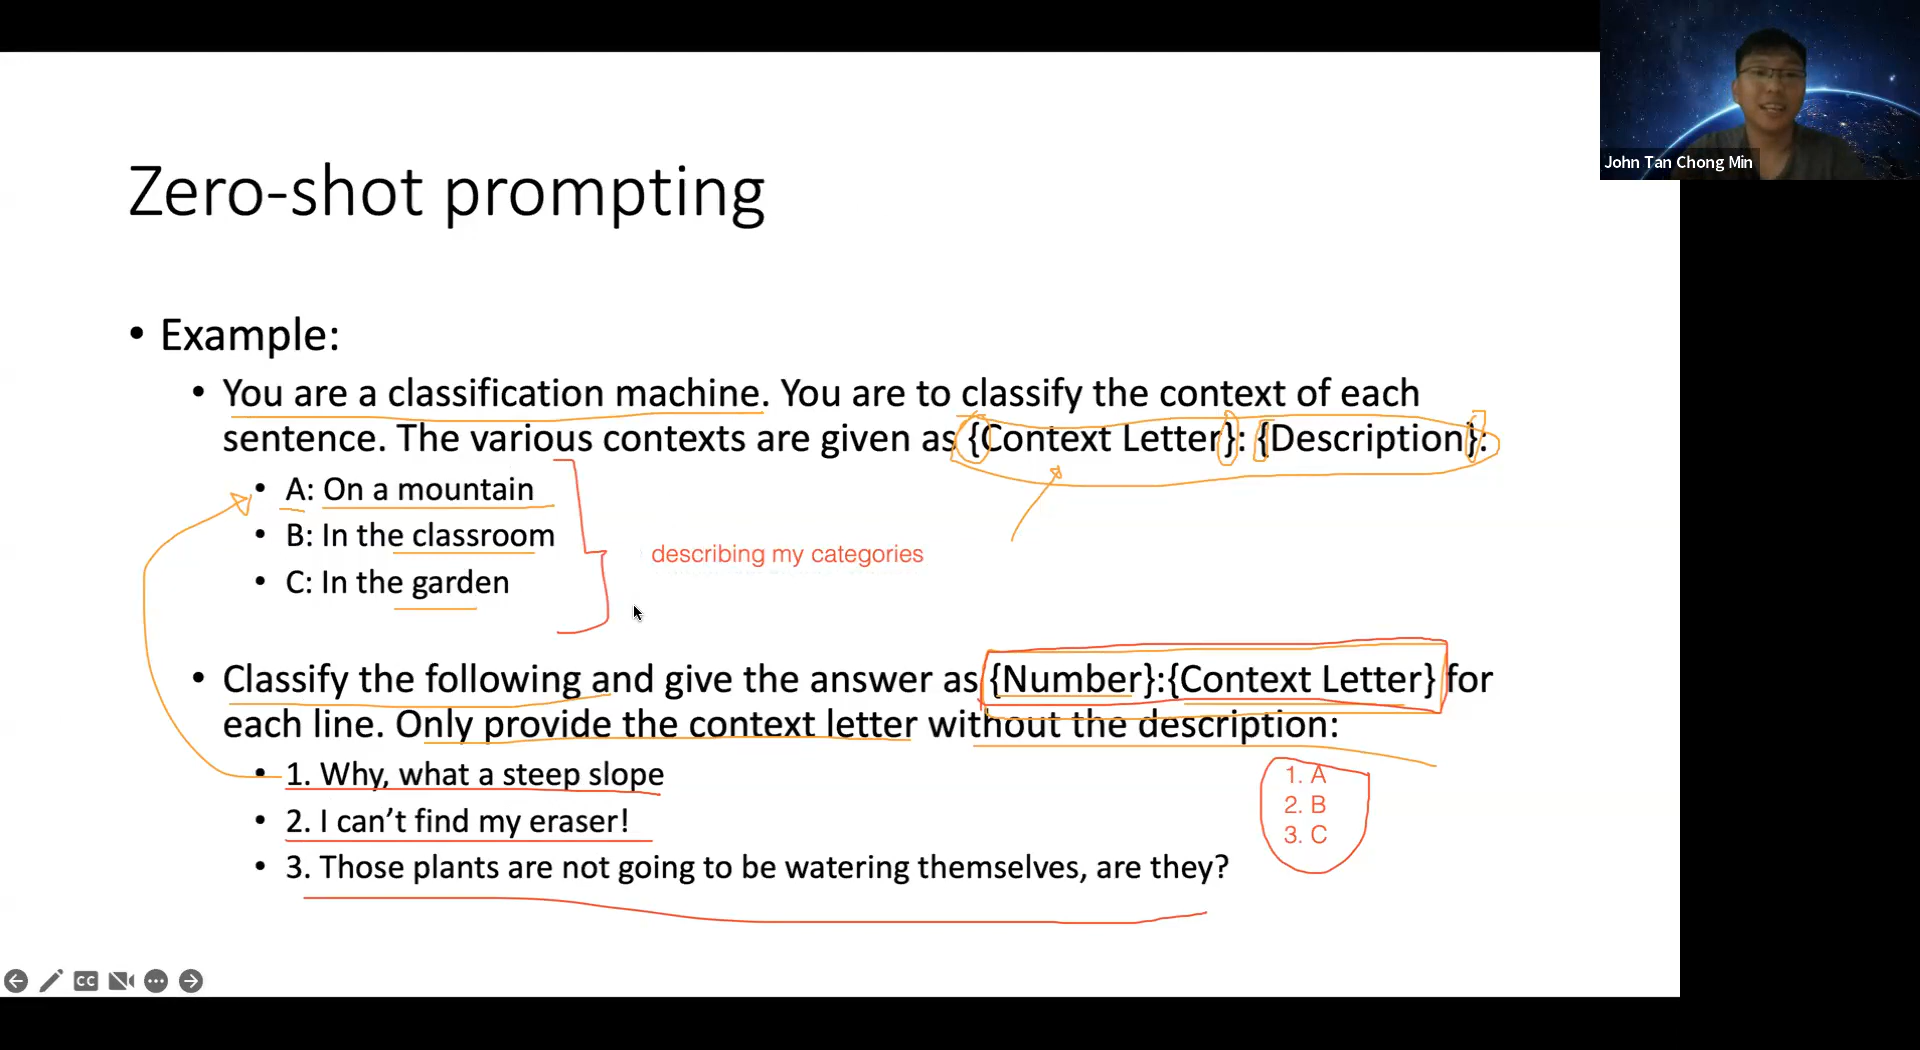 John Tan Chong Min
Zero-shot prompting
• Example:
• You are a classification machine. You are to classify the context of each
sentence. The various contexts are given as {Context Letter}: {Description}:
• A: On a mountain
• B: In the classroom
• C: In the garden
describing my categories
• Classify the following and give the answer as {Number}:{Context Letter} for
each line. Only provide the context letter without the description:
• 1. Why, what a steep slope
• 2. I can’t find my eraser!
• 3. Those plants are not going to be watering themselves, are they?
1. A
2. B
3. C
CC